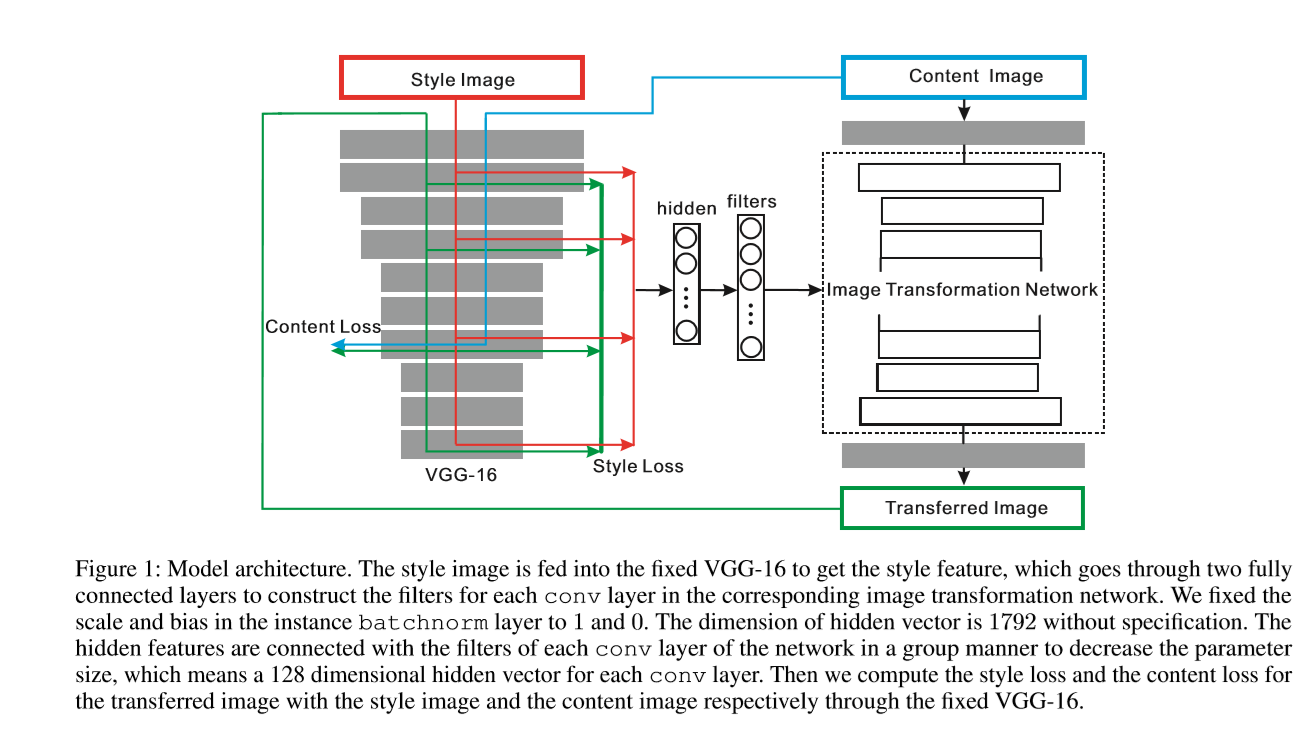 Style Image
Content Image
hidden
filters
Image Transformation Network
Content Loss
Style Loss
VGG-16
Transferred Image
Figure 1: Model architecture. The style image is fed into the fixed VGG-16 to get the style feature, which goes through two fully
connected layers to construct the filters for each conv layer in the corresponding image transformation network. We fixed the
scale and bias in the instance batchnorm layer to 1 and 0. The dimension of hidden vector is 1792 without specification. The
hidden features are connected with the filters of each conv layer of the network in a group manner to decrease the parameter
size, which means a 128 dimensional hidden vector for each conv layer. Then we compute the style loss and the content loss for
the transferred image with the style image and the content image respectively through the fixed VGG-16.